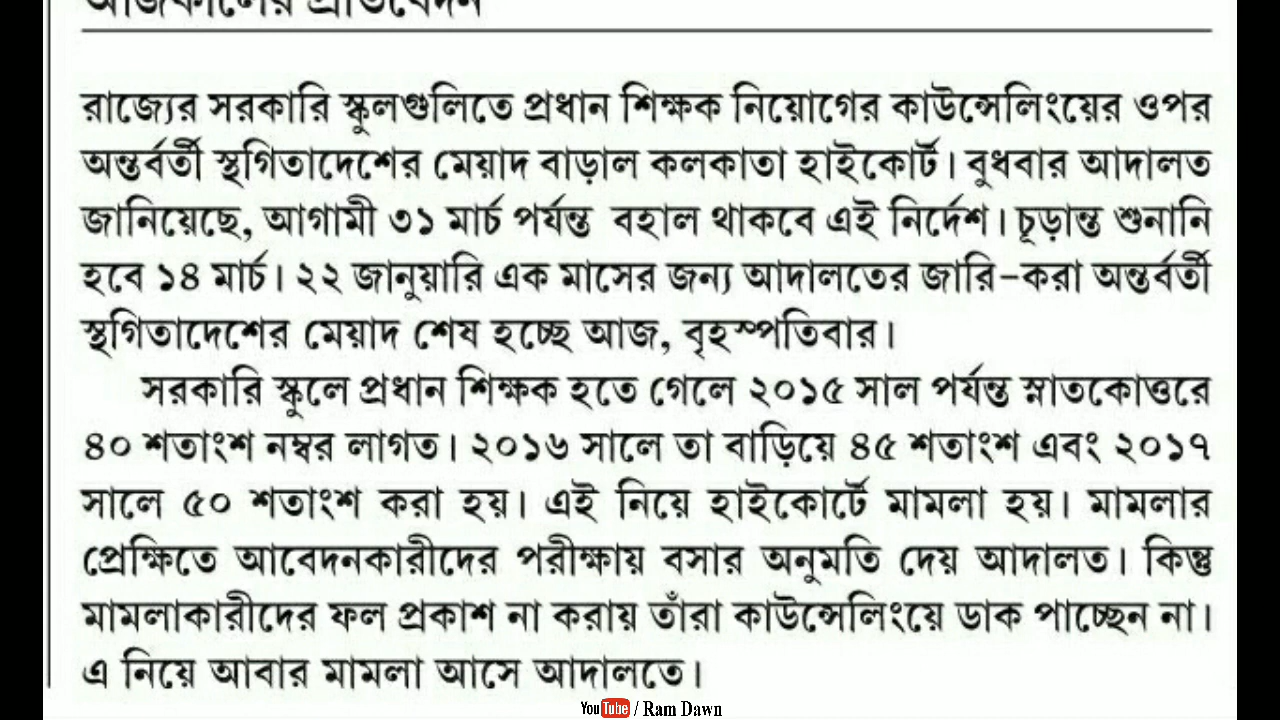 আজকালের প্রতিবেদন
রাজ্যের সরকারি স্কুলগুলিতে প্রধান শিক্ষক নিয়োগের কাউন্সেলিংয়ের ওপর
অন্তর্বর্তী স্থগিতাদেশের মেয়াদ বাড়াল কলকাতা হাইকোর্ট। বুধবার আদালত
জানিয়েছে, আগামী ৩১ মার্চ পর্যন্ত বহাল থাকবে এই নির্দেশ। চূড়ান্ত শুনানি
হবে ১৪ মার্চ। ২২ জানুয়ারি এক মাসের জন্য আদালতের জারি-করা অন্তর্বর্তী
স্থগিতাদেশের মেয়াদ শেষ হচ্ছে আজ, বৃহস্পতিবার।
সরকারি স্কুলে প্রধান শিক্ষক হতে গেলে ২০১৫ সাল পর্যন্ত স্নাতকোত্তরে
৪০ শতাংশ নম্বর লাগত। ২০১৬ সালে তা বাড়িয়ে ৪৫ শতাংশ এবং ২০১৭
সালে ৫০ শতাংশ করা হয়। এই নিয়ে হাইকোর্টে মামলা হয়। মামলার
প্রেক্ষিতে আবেদনকারীদের পরীক্ষায় বসার অনুমতি দেয় আদালত। কিন্তু
মামলাকারীদের ফল প্রকাশ না করায় তাঁরা কাউন্সেলিংয়ে ডাক পাচ্ছেন না।
এ নিয়ে আবার মামলা আসে আদালতে।
YouTube / Ram Dawn